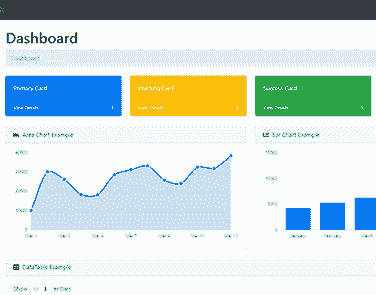 Dashboard
Dashboard
Primary Card
Warning Card
Success Card
View Details
View Details
View Details
Area Chart Example
Bar Chart Example
40000
30000
20000
10000
0
Mar 1
Mar 3
Mar 5
Mar 7
Mar 9
Mar 11
Mar 13
15000
10000
5000
0
January
February
March
DataTable Example
Show
entries